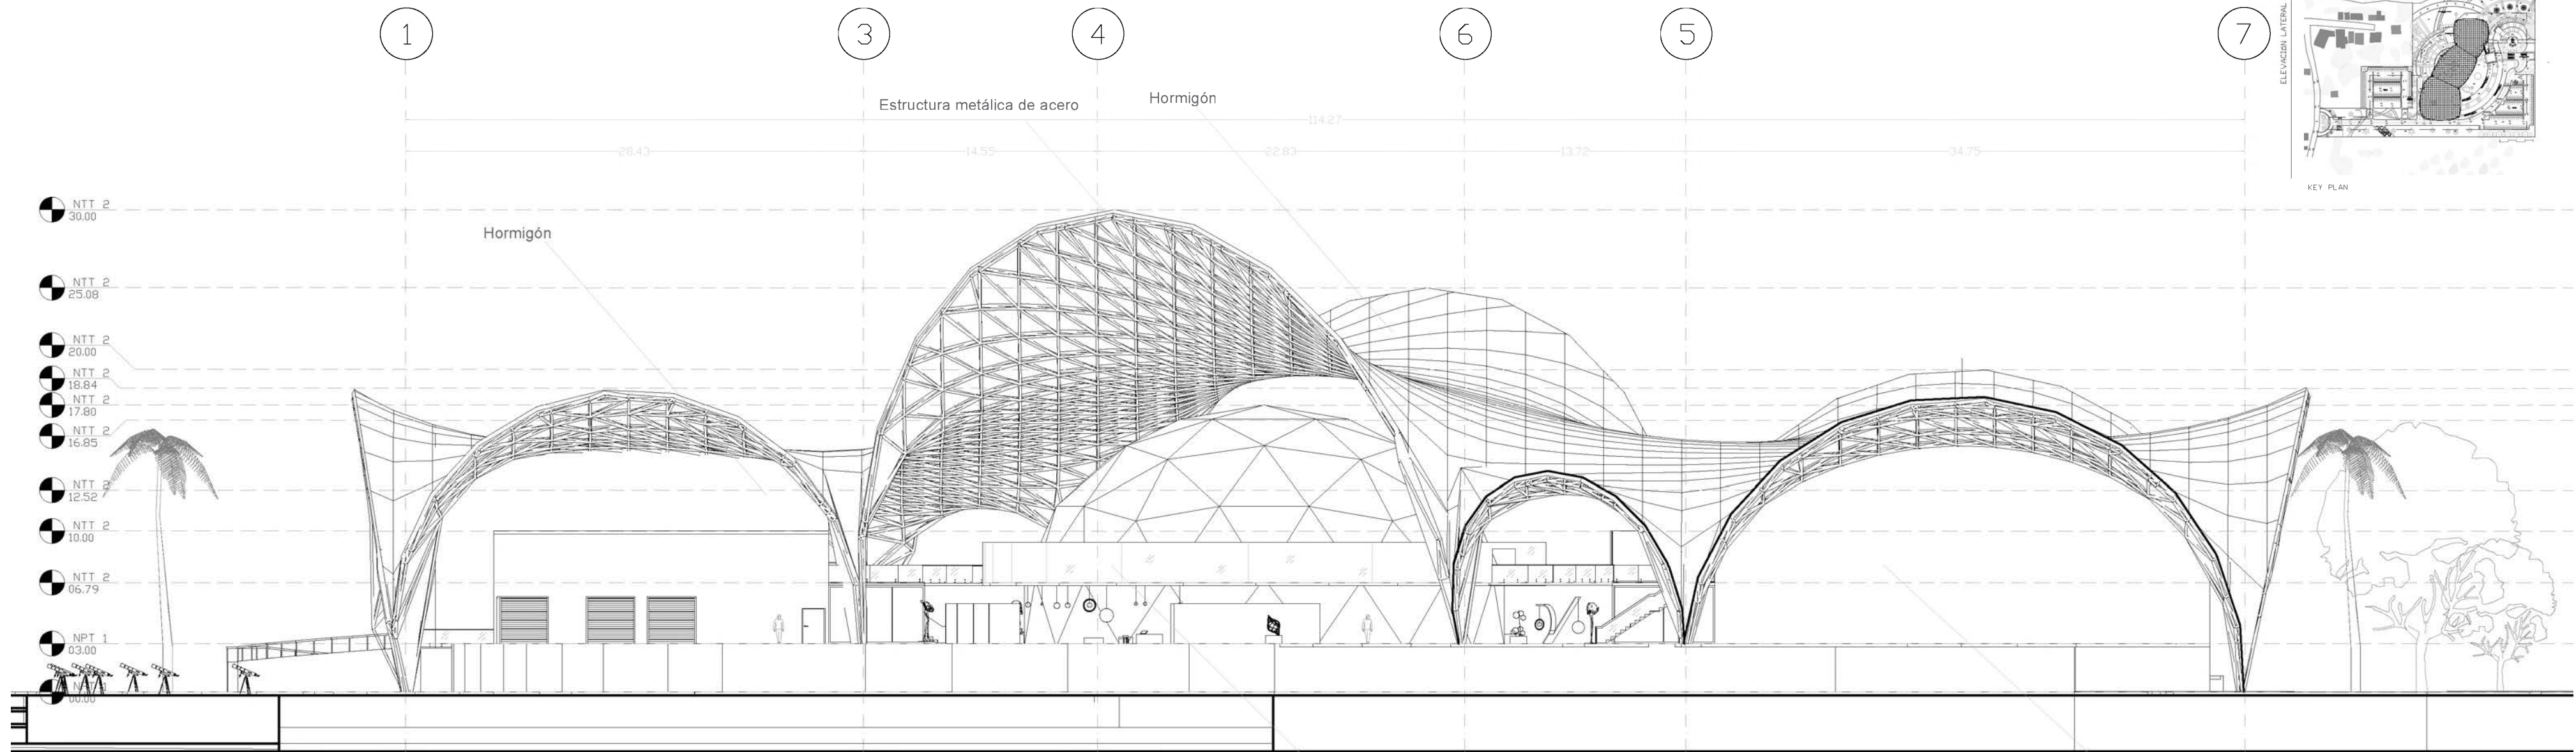 1
3
4
6
5
7
ELEVACIÓN LATERAL
KEY PLAN
Estructura metálica de acero
Hormigón
114.27
28.43
14.55
22.83
13.72
34.75
Hormigón
NTT 2
30.00
NTT 2
25.08
NTT 2
20.00
NTT 2
18.84
NTT 2
17.80
NTT 2
16.85
NTT 2
12.52
NTT 2
10.00
NTT 2
06.79
NPT 1
03.00
00.00